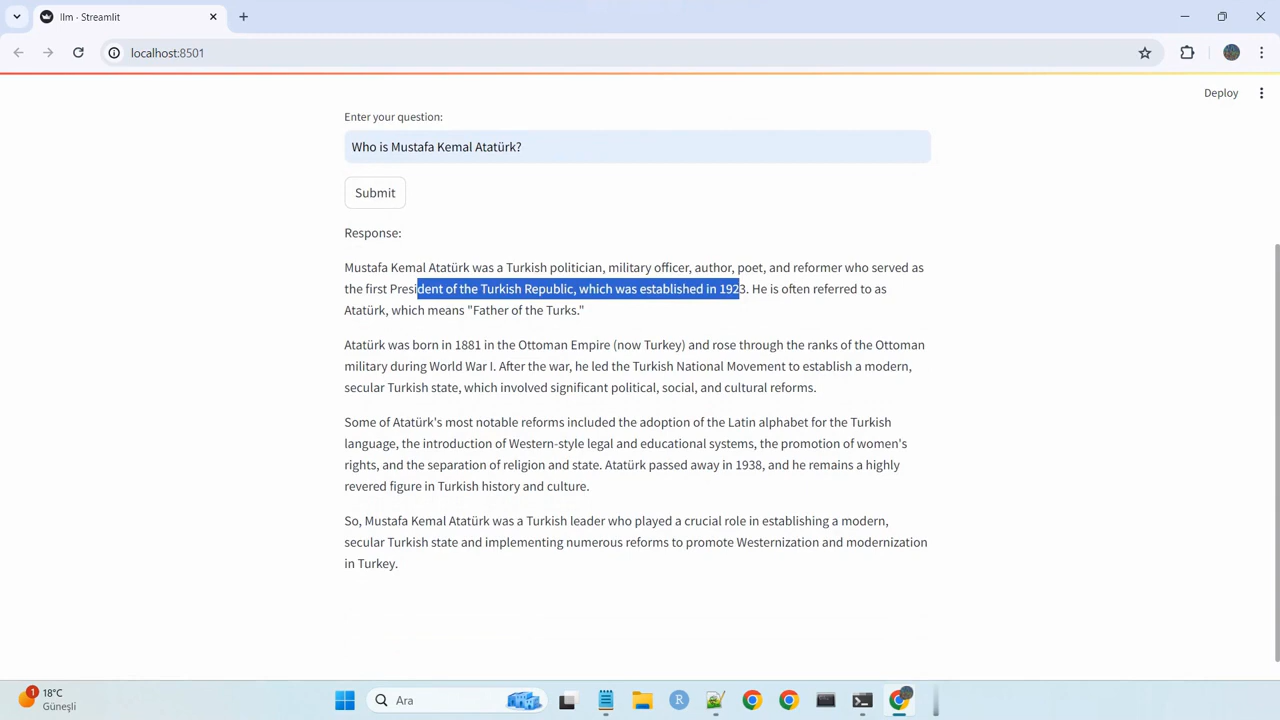 llm · Streamlit
localhost:8501
Deploy
Enter your question:
Who is Mustafa Kemal Atatürk?
Submit
Response:
Mustafa Kemal Atatürk was a Turkish politician, military officer, author, poet, and reformer who served as
the first President of the Turkish Republic, which was established in 1923. He is often referred to as
Atatürk, which means "Father of the Turks."
Atatürk was born in 1881 in the Ottoman Empire (now Turkey) and rose through the ranks of the Ottoman
military during World War I. After the war, he led the Turkish National Movement to establish a modern,
secular Turkish state, which involved significant political, social, and cultural reforms.
Some of Atatürk's most notable reforms included the adoption of the Latin alphabet for the Turkish
language, the introduction of Western-style legal and educational systems, the promotion of women's
rights, and the separation of religion and state. Atatürk passed away in 1938, and he remains a highly
revered figure in Turkish history and culture.
So, Mustafa Kemal Atatürk was a Turkish leader who played a crucial role in establishing a modern,
secular Turkish state and implementing numerous reforms to promote Westernization and modernization
in Turkey.
1
18°C
Güneşli
Ara
R